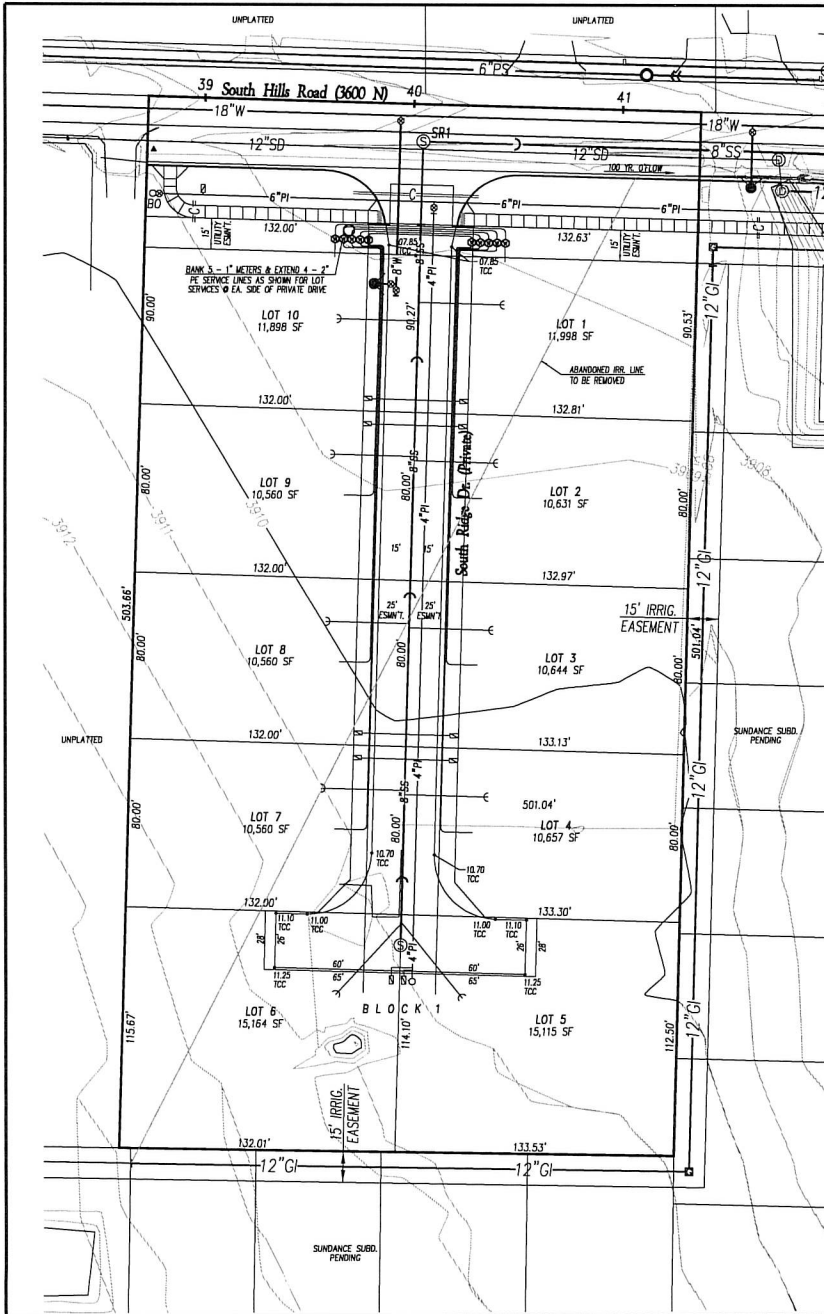 UNPLATTED
UNPLATTED
6"PS
39
South Hills Road (3600 N)
40
41
18"W
18"W
SR1
12"SD
12"SD
8"SS
100 YR. O'FLOW
12
BO
C
6"PI
6"PI
6"PI
C
C
15'
UTILITY
ESMNT.
132.00'
07.85
TCC
07.85
TCC
132.63'
15'
UTILITY
ESMNT.
BANK 5 - 1" METERS & EXTEND 4 - 2"
PE SERVICE LINES AS SHOWN FOR LOT
SERVICES @ EA. SIDE OF PRIVATE DRIVE
8"W
8"SS
4"PI
90.27'
12"GI
90.00'
LOT 10
11,898 SF
LOT 1
11,998 SF
90.53'
ABANDONED IRR. LINE
TO BE REMOVED
132.00'
132.81'
3908
3909
80.00'
LOT 9
10,560 SF
80.00'
8"SS
4"PI
South Ridge Dr. (Private)
LOT 2
10,631 SF
80.00'
3912
3911
3910
15'
15'
132.00'
132.97'
12"GI
503.66'
25'
ESMN'T.
25'
ESMN'T.
15' IRRIG.
EASEMENT
501.04'
80.00'
LOT 8
10,560 SF
80.00'
LOT 3
10,644 SF
80.00'
UNPLATTED
132.00'
133.13'
SUNDANCE SUBD.
PENDING
4"PI
8"SS
12"GI
501.04'
80.00'
LOT 7
10,560 SF
80.00'
LOT 4
10,657 SF
80.00'
10.70
TCC
10.70
TCC
132.00'
133.30'
11.10
TCC
11.00
TCC
11.00
TCC
11.10
TCC
28'
26'
S
4"PI
26'
28'
11.25
TCC
60'
65'
60'
65'
11.25
TCC
LOT 6
15,164 SF
BLOCK 1
LOT 5
15,115 SF
115.67'
114.10'
112.50'
12"GI
15' IRRIG.
EASEMENT
132.01'
133.53'
12"GI
12"GI
SUNDANCE SUBD.
PENDING